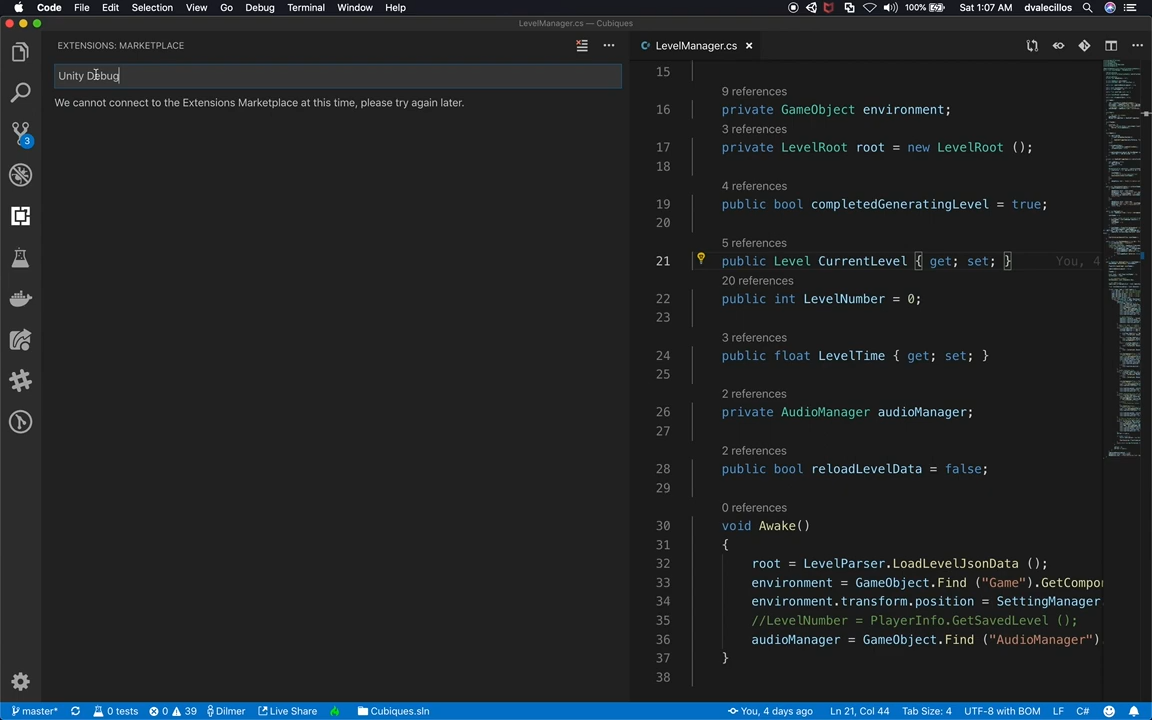 Code File Edit Selection View Go Debug Terminal Window Help 100% Sat 1:07 AM dvalecillos
LevelManager.cs — Cubiques
EXTENSIONS: MARKETPLACE
LevelManager.cs
Unity Debug
We cannot connect to the Extensions Marketplace at this time, please try again later.
3
15
9 references
16 private GameObject environment;
3 references
17 private LevelRoot root = new LevelRoot ();
18
4 references
19 public bool completedGeneratingLevel = true;
20
5 references
21 public Level CurrentLevel { get; set; } You, 4
20 references
22 public int LevelNumber = 0;
23
3 references
24 public float LevelTime { get; set; }
25
2 references
26 private AudioManager audioManager;
27
2 references
28 public bool reloadLevelData = false;
29
0 references
30 void Awake()
31 {
32 root = LevelParser.LoadLevelJsonData ();
33 environment = GameObject.Find ("Game").GetCompo
34 environment.transform.position = SettingManager
35 //LevelNumber = PlayerInfo.GetSavedLevel ();
36 audioManager = GameObject.Find ("AudioManager").
37 }
38
master* 0 tests 0 39 Dilmer Live Share Cubiques.sln You, 4 days ago Ln 21, Col 44 Tab Size: 4 UTF-8 with BOM LF C#